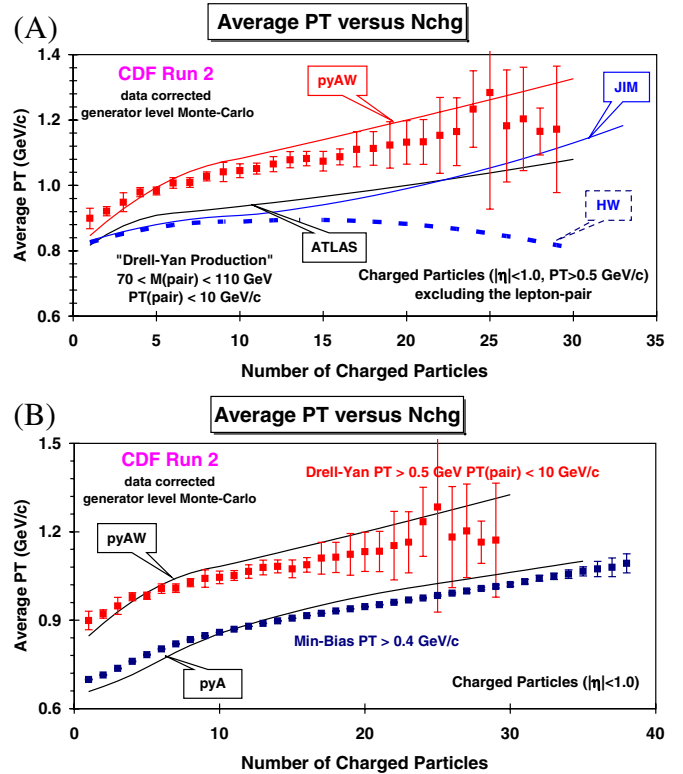 (A)
Average PT versus Nchg
1.4
1.2
1.0
0.8
0.6
Average PT (GeV/c)
CDF Run 2
data corrected
generator level Monte-Carlo
pyAW
JIM
HW
ATLAS
"Drell-Yan Production"
70 < M(pair) < 110 GeV
PT(pair) < 10 GeV/c
Charged Particles (|η|<1.0, PT>0.5 GeV/c)
excluding the lepton-pair
0 5 10 15 20 25 30 35
Number of Charged Particles
(B)
Average PT versus Nchg
1.5
1.2
0.9
0.6
Average PT (GeV/c)
CDF Run 2
data corrected
generator level Monte-Carlo
Drell-Yan PT > 0.5 GeV PT(pair) < 10 GeV/c
pyAW
Min-Bias PT > 0.4 GeV/c
pyA
Charged Particles (|η|<1.0)
0 10 20 30 40
Number of Charged Particles